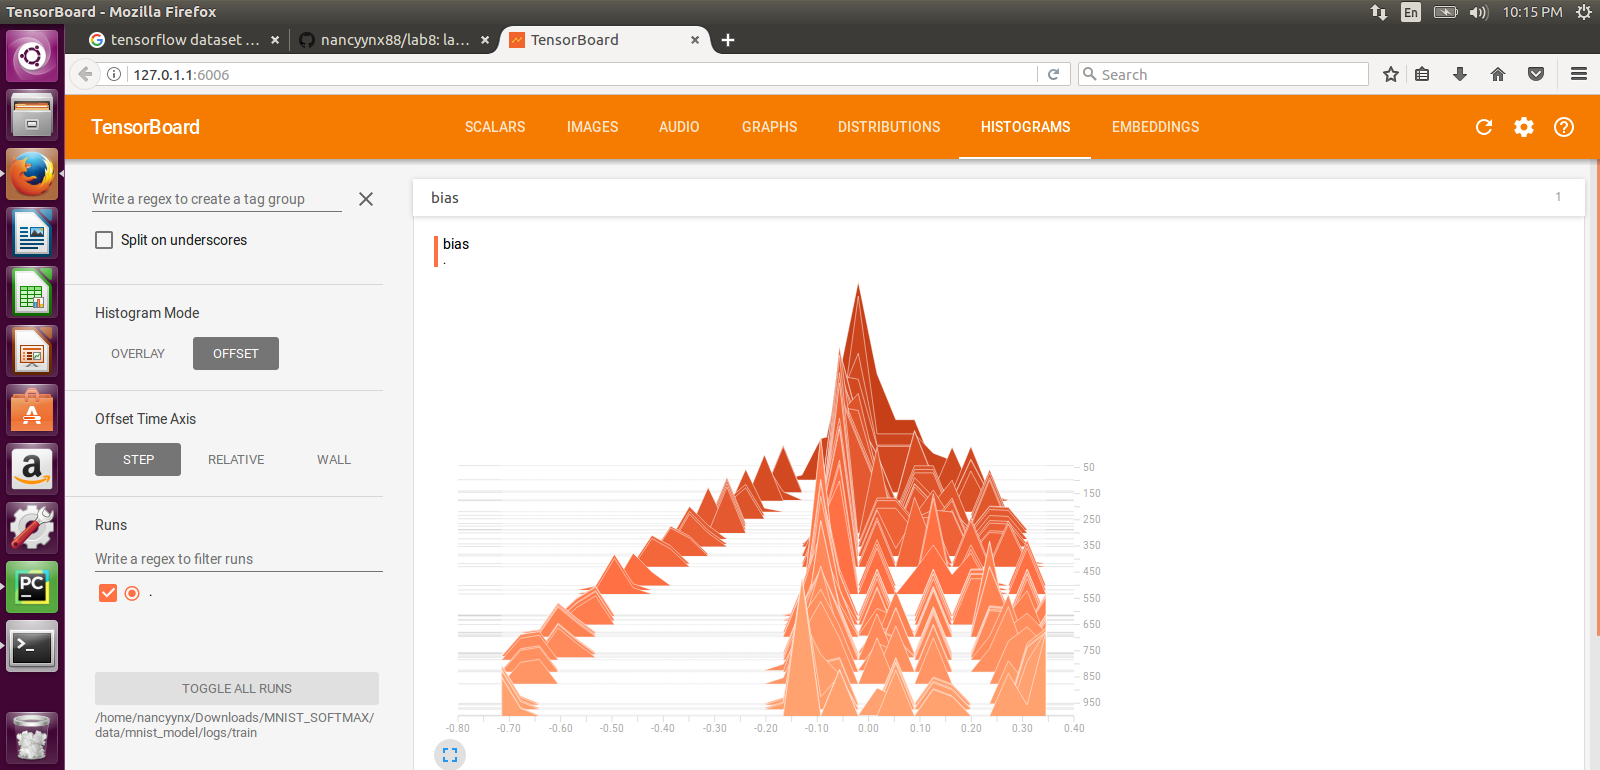 TensorBoard - Mozilla Firefox
En
10:15 PM
tensorflow dataset ...
nancyynx88/lab8: la...
TensorBoard
127.0.1.1:6006
Search
TensorBoard
SCALARS
IMAGES
AUDIO
GRAPHS
DISTRIBUTIONS
HISTOGRAMS
EMBEDDINGS
Write a regex to create a tag group
Split on underscores
Histogram Mode
OVERLAY
OFFSET
Offset Time Axis
STEP
RELATIVE
WALL
Runs
Write a regex to filter runs
.
TOGGLE ALL RUNS
/home/nancyynx/Downloads/MNIST_SOFTMAX/
data/mnist_model/logs/train
bias
1
bias
.
50
150
250
350
450
550
650
750
850
950
-0.80
-0.70
-0.60
-0.50
-0.40
-0.30
-0.20
-0.10
0.00
0.10
0.20
0.30
0.40
A
a
PC
>_